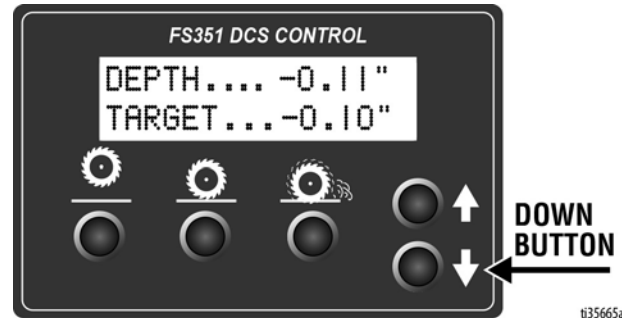 FS351 DCS CONTROL
DEPTH.... -0.11"
TARGET...-0.10"
DOWN
BUTTON
ti35665a